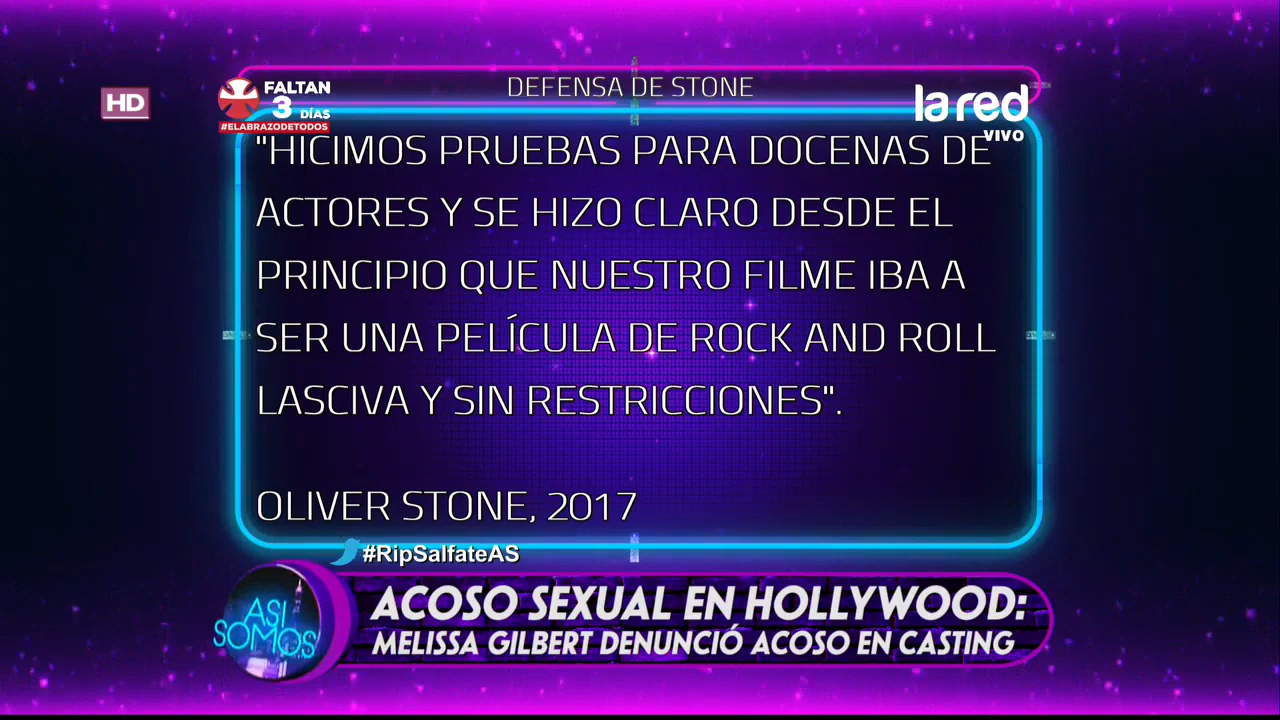 DEFENSA DE STONE
HD
FALTAN
3 DÍAS
#ELABRAZODETODOS
la red
VIVO
"HICIMOS PRUEBAS PARA DOCENAS DE
ACTORES Y SE HIZO CLARO DESDE EL
PRINCIPIO QUE NUESTRO FILME IBA A
SER UNA PELÍCULA DE ROCK AND ROLL
LASCIVA Y SIN RESTRICCIONES".
OLIVER STONE, 2017
#RipSalfateAS
ASI
SOMOS
ACOSO SEXUAL EN HOLLYWOOD:
MELISSA GILBERT DENUNCIÓ ACOSO EN CASTING